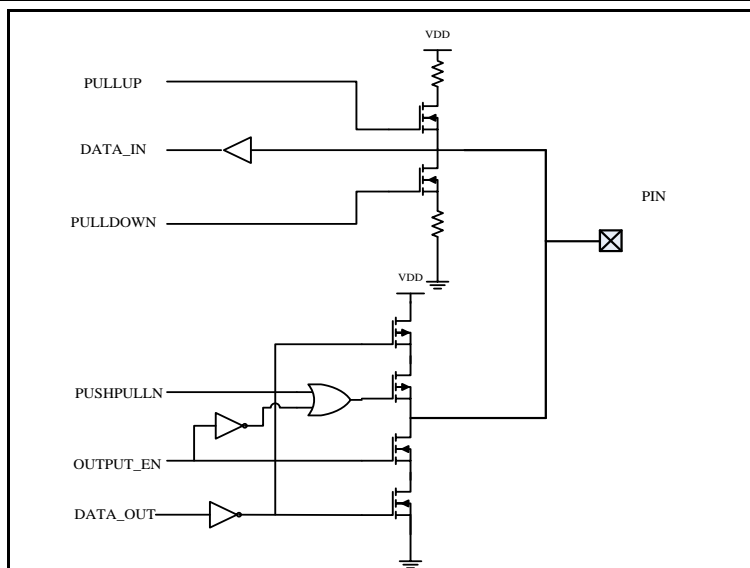 VDD
PULLUP
DATA_IN
PIN
PULLDOWN
VDD
PUSHPULLN
OUTPUT_EN
DATA_OUT